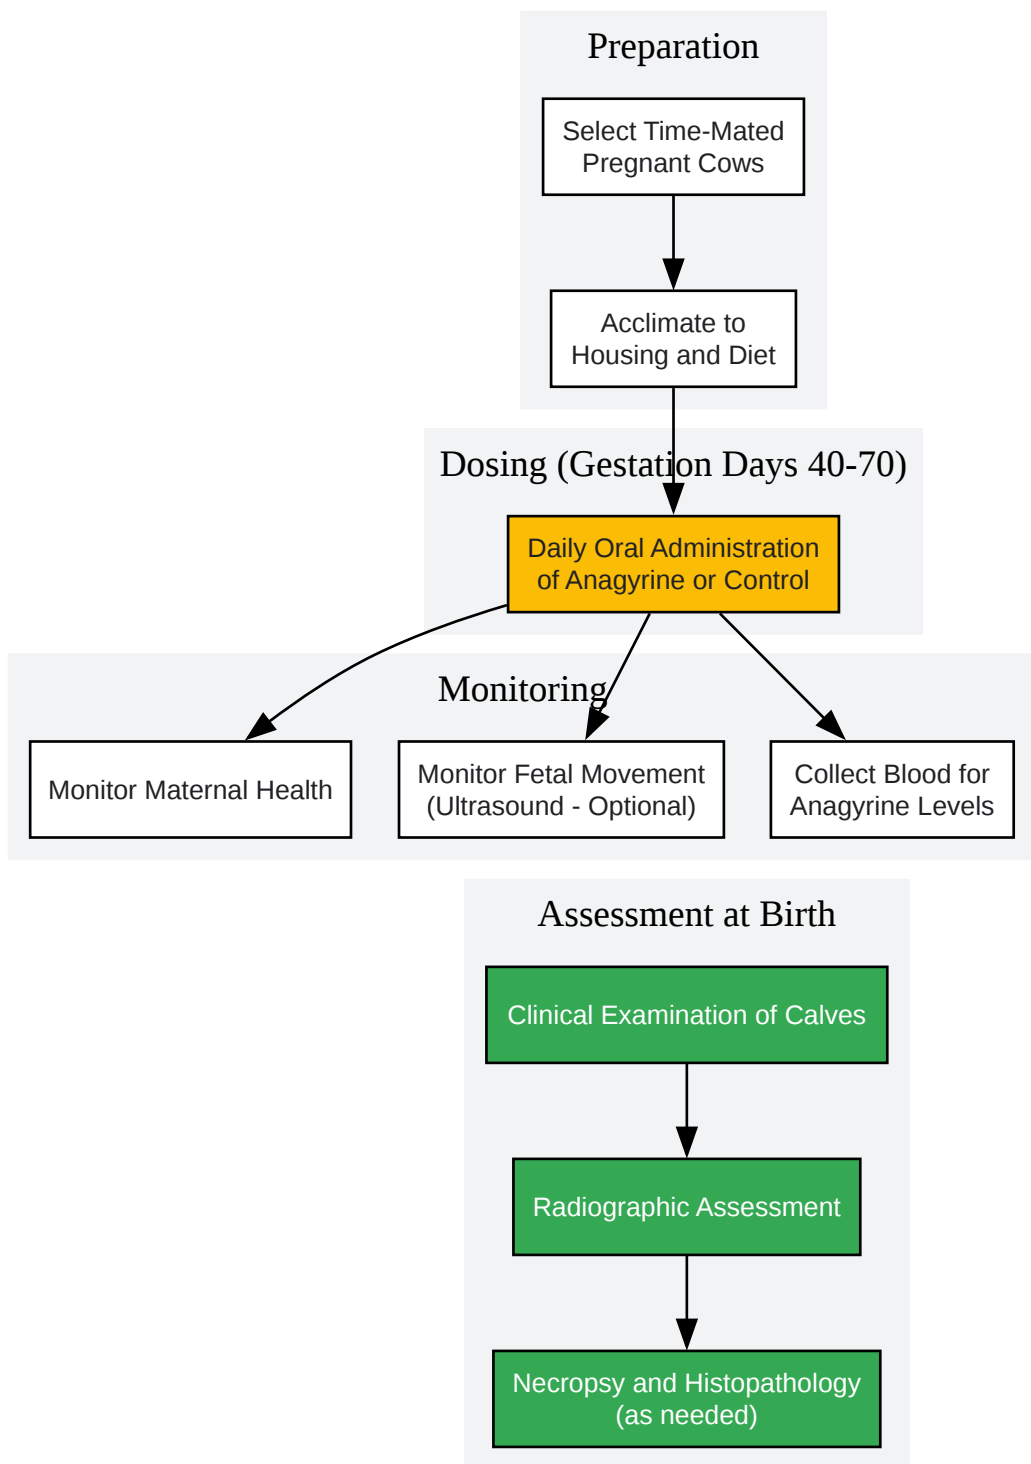 Preparation
Select Time-Mated
Pregnant Cows
Acclimate to
Housing and Diet
Dosing (Gestation Days 40-70)
Daily Oral Administration
of Anagyrine or Control
Monitoring
Monitor Maternal Health
Monitor Fetal Movement
(Ultrasound - Optional)
Collect Blood for
Anagyrine Levels
Assessment at Birth
Clinical Examination of Calves
Radiographic Assessment
Necropsy and Histopathology
(as needed)